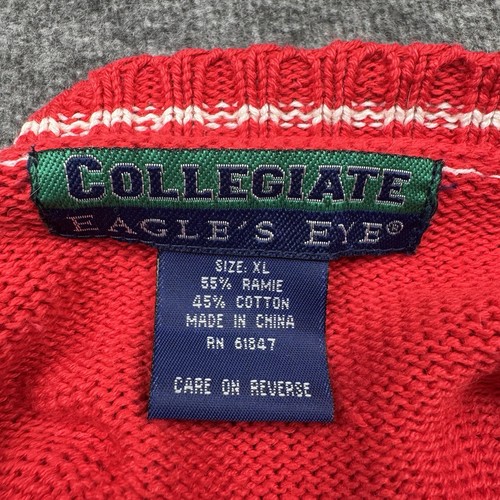 COLLEGIATE
EAGLE'S EYE®
SIZE: XL
55% RAMIE
45% COTTON
MADE IN CHINA
RN 61847
CARE ON REVERSE